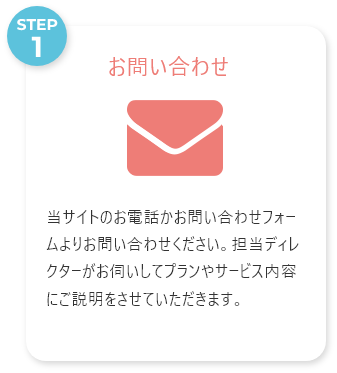 STEP
1
お問い合わせ
当サイトのお電話かお問い合わせフォー
ムよりお問い合わせください。担当ディレ
クターがお伺いしてプランやサービス内容
にご説明をさせていただきます。